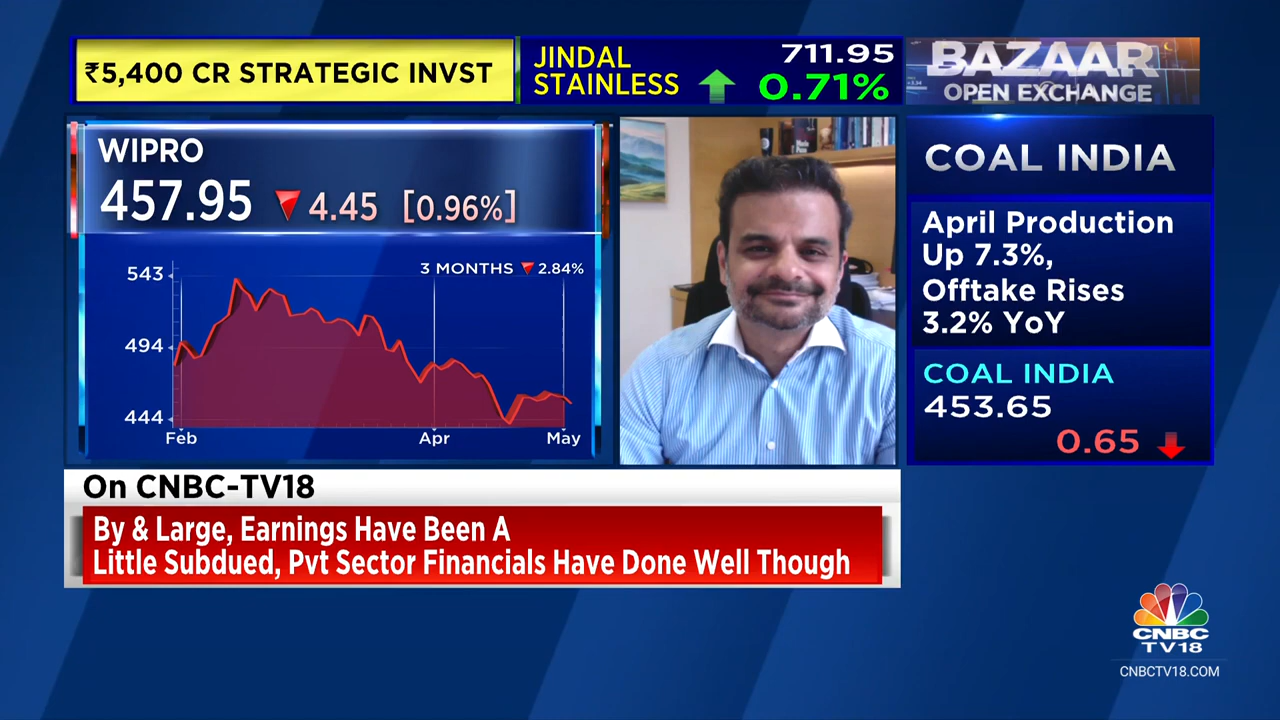 ₹5,400 CR STRATEGIC INVST
JINDAL
STAINLESS
711.95
0.71%
BAZAAR
OPEN EXCHANGE
WIPRO
457.95 4.45 [0.96%]
3 MONTHS 2.84%
543
494
444
Feb Apr May
COAL INDIA
April Production
Up 7.3%,
Offtake Rises
3.2% YoY
COAL INDIA
453.65
0.65
On CNBC-TV18
By & Large, Earnings Have Been A
Little Subdued, Pvt Sector Financials Have Done Well Though
CNBC
TV18
CNBCTV18.COM